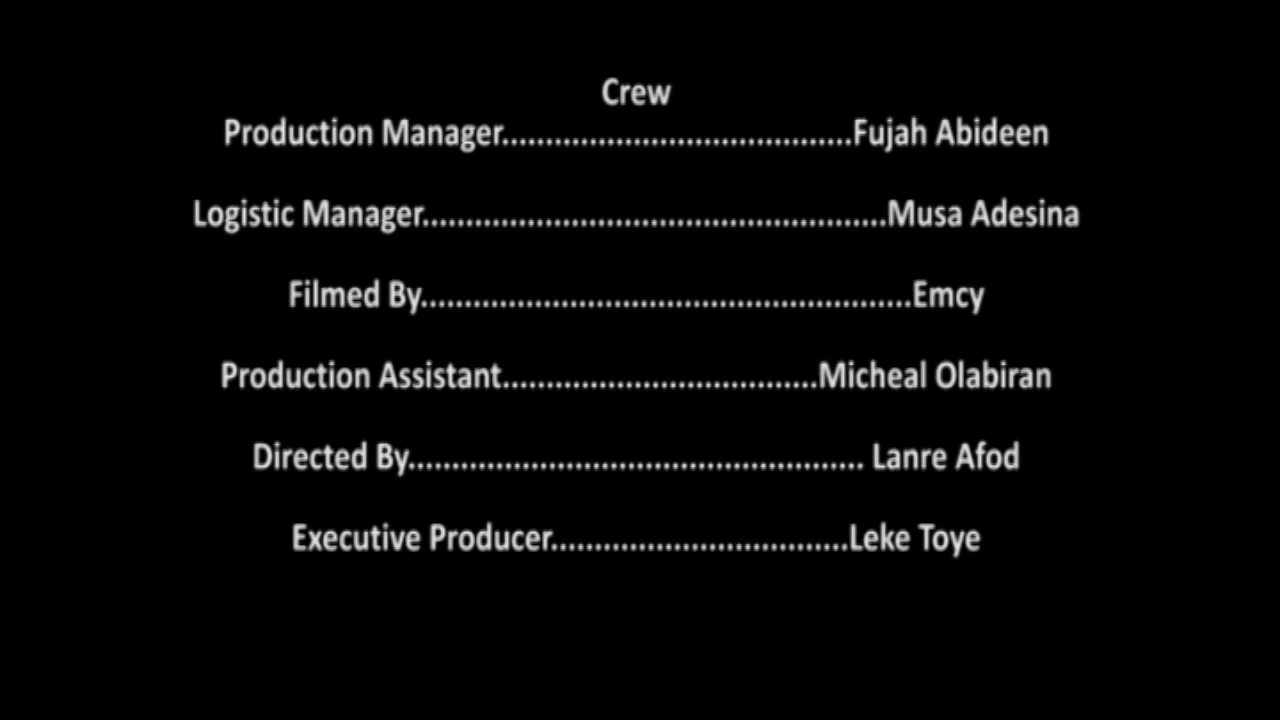 Crew
Production Manager.......................................Fujah Abideen
Logistic Manager....................................................Musa Adesina
Filmed By.......................................................Emcy
Production Assistant...................................Micheal Olabiran
Directed By................................................... Lanre Afod
Executive Producer.................................Leke Toye